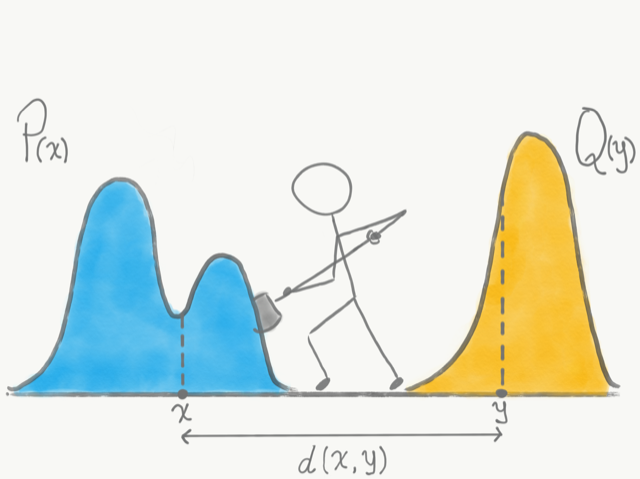 P(x)
Q(y)
x
y
d(x,y)